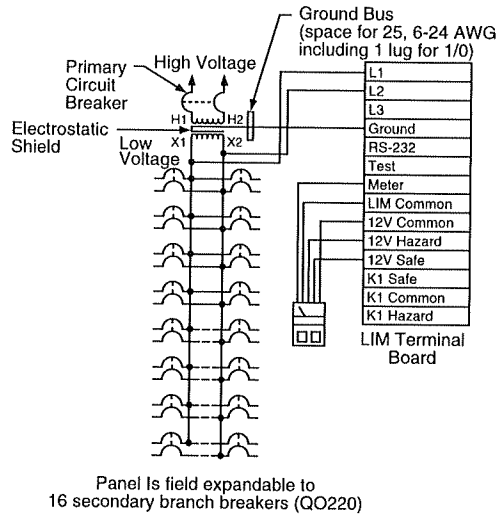 Ground Bus
(space for 25, 6-24 AWG
including 1 lug for 1/0)
Primary
Circuit
Breaker
High Voltage
H1
H2
Electrostatic
Shield
Low
Voltage
X1
X2
L1
L2
L3
Ground
RS-232
Test
Meter
LIM Common
12V Common
12V Hazard
12V Safe
K1 Safe
K1 Common
K1 Hazard
LIM Terminal
Board
Panel Is field expandable to
16 secondary branch breakers (QO220)